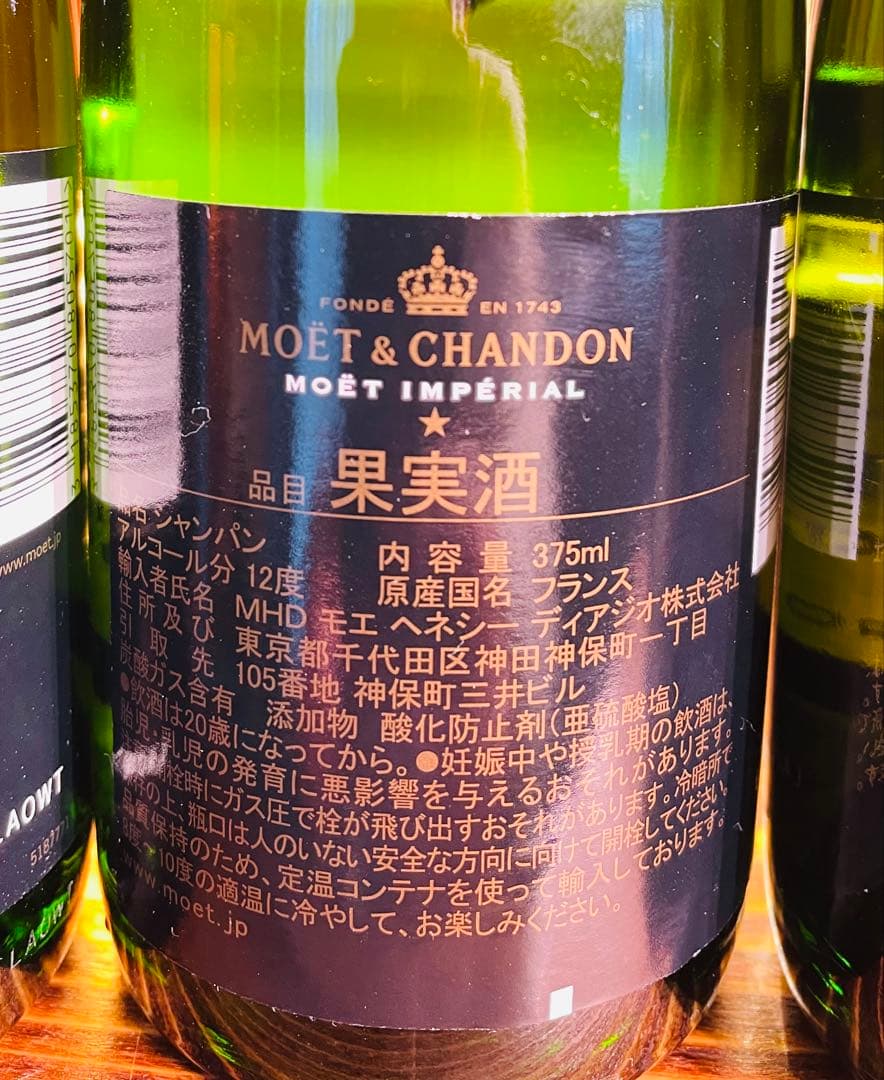 FONDÉ EN 1743
MOËT & CHANDON
MOËT IMPÉRIAL
品目 果実酒
シャンパン 内容量 375ml
アルコール分 12度 原産国名 フランス
輸入者氏名 MHD モエ ヘネシー ディアジオ株式会社
住所及び 東京都千代田区神田神保町一丁目
引取先 105番地 神保町三井ビル
炭酸ガス含有 添加物 酸化防止剤(亜硫酸塩)
●飲酒は20歳になってから。●妊娠中や授乳期の飲酒は、
胎児・乳児の発育に悪影響を与えるおそれがあります。
栓時にガス圧で栓が飛び出すおそれがあります。冷暗所で
の上、瓶口は人のいない安全な方向に向けて開栓してください。
品質保持のため、定温コンテナを使って輸入しております。
10度の適温に冷やして、お楽しみください。
www.moet.jp
www.moet.jp
LAOWT